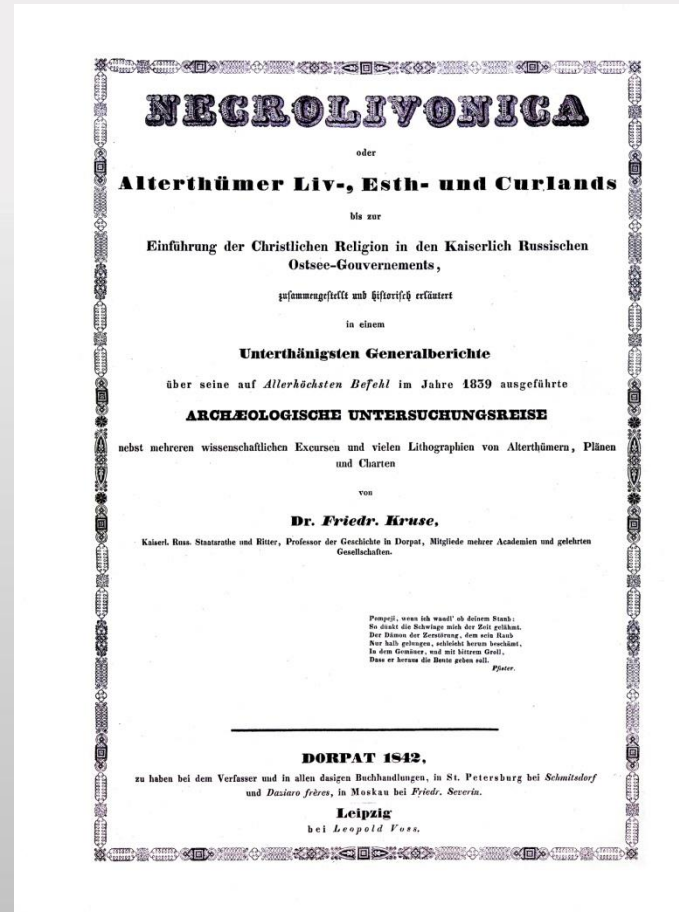 NECROLIVONICA
oder
Alterthümer Liv-, Esth- und Curlands
bis zur
Einführung der Christlichen Religion in den Kaiserlich Russischen
Ostsee-Gouvernements,
zusammengestellt und historisch erläutert
in einem
Unterthänigsten Generalberichte
über seine auf Allerhöchsten Befehl im Jahre 1839 ausgeführte
ARCHÆOLOGISCHE UNTERSUCHUNGSREISE
nebst mehreren wissenschaftlichen Excursen und vielen Lithographien von Alterthümern, Plänen
und Charten
von
Dr. Friedr. Kruse,
Kaiserl. Russ. Staatsrathe und Ritter, Professor der Geschichte in Dorpat, Mitgliede mehrer Academien und gelehrten
Gesellschaften.
Pompeji, wenn ich wandl' ob deinem Staub:
So dünkt die Schwinge mich der Zeit gelähmt.
Der Dämon der Zerstörung, dem sein Raub
Nur halb gelungen, schleicht herum beschämt,
In dem Gemäuer, und mit bittrem Groll,
Dass er heraus die Beute geben soll.
Pfister.
DORPAT 1842,
zu haben bei dem Verfasser und in allen dasigen Buchhandlungen, in St. Petersburg bei Schmitsdorf
und Daziaro frères, in Moskau bei Friedr. Severin.
Leipzig
bei Leopold Voss.